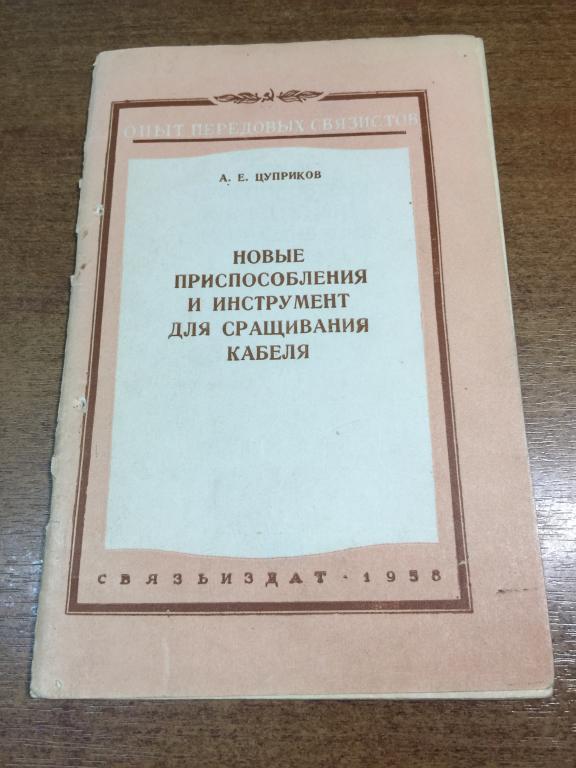 ОПЫТ ПЕРЕДОВЫХ СВЯЗИСТОВ
А. Е. ЦУПРИКОВ
НОВЫЕ
ПРИСПОСОБЛЕНИЯ
И ИНСТРУМЕНТ
ДЛЯ СРАЩИВАНИЯ
КАБЕЛЯ
СВЯЗЬИЗДАТ · 1958